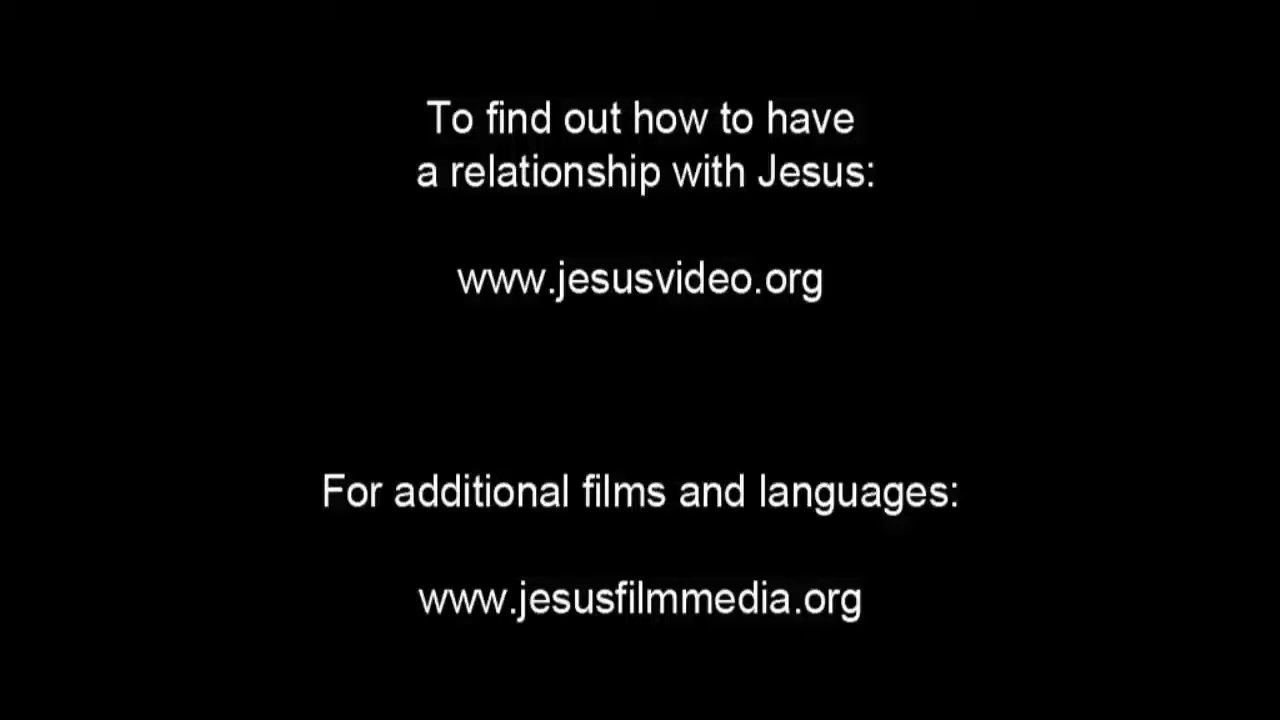 To find out how to have
a relationship with Jesus:
www.jesusvideo.org
For additional films and languages:
www.jesusfilmmedia.org